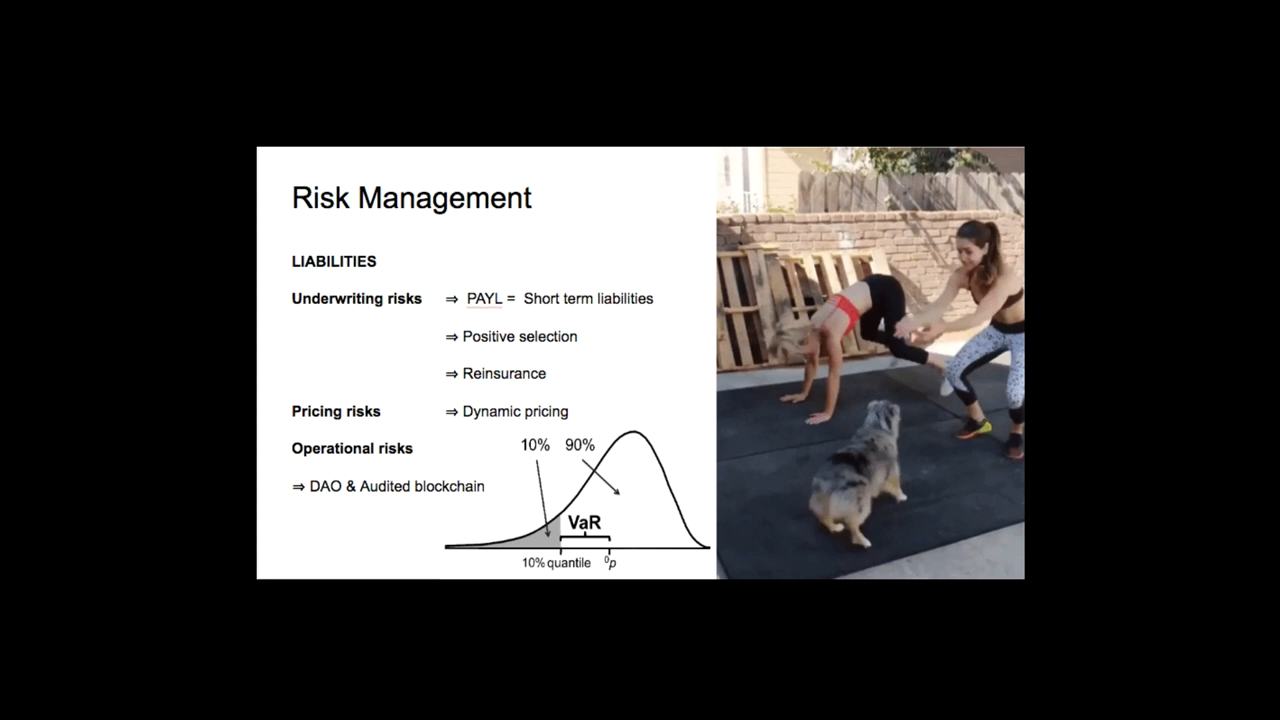 Risk Management
LIABILITIES
Underwriting risks ⇒ PAYL = Short term liabilities
⇒ Positive selection
⇒ Reinsurance
Pricing risks ⇒ Dynamic pricing
Operational risks
⇒ DAO & Audited blockchain
10% 90%
VaR
10% quantile ⁰p